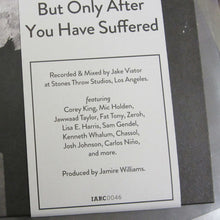 But Only After
You Have Suffered
Recorded & Mixed by Jake Viator
at Stones Throw Studios, Los Angeles.
featuring
Corey King, Mic Holden,
Jawwaad Taylor, Fat Tony, Zeroh,
Lisa E. Harris, Sam Gendel,
Kenneth Whalum, Chassol,
Josh Johnson, Carlos Niño,
and more.
Produced by Jamire Williams.
IARC0046